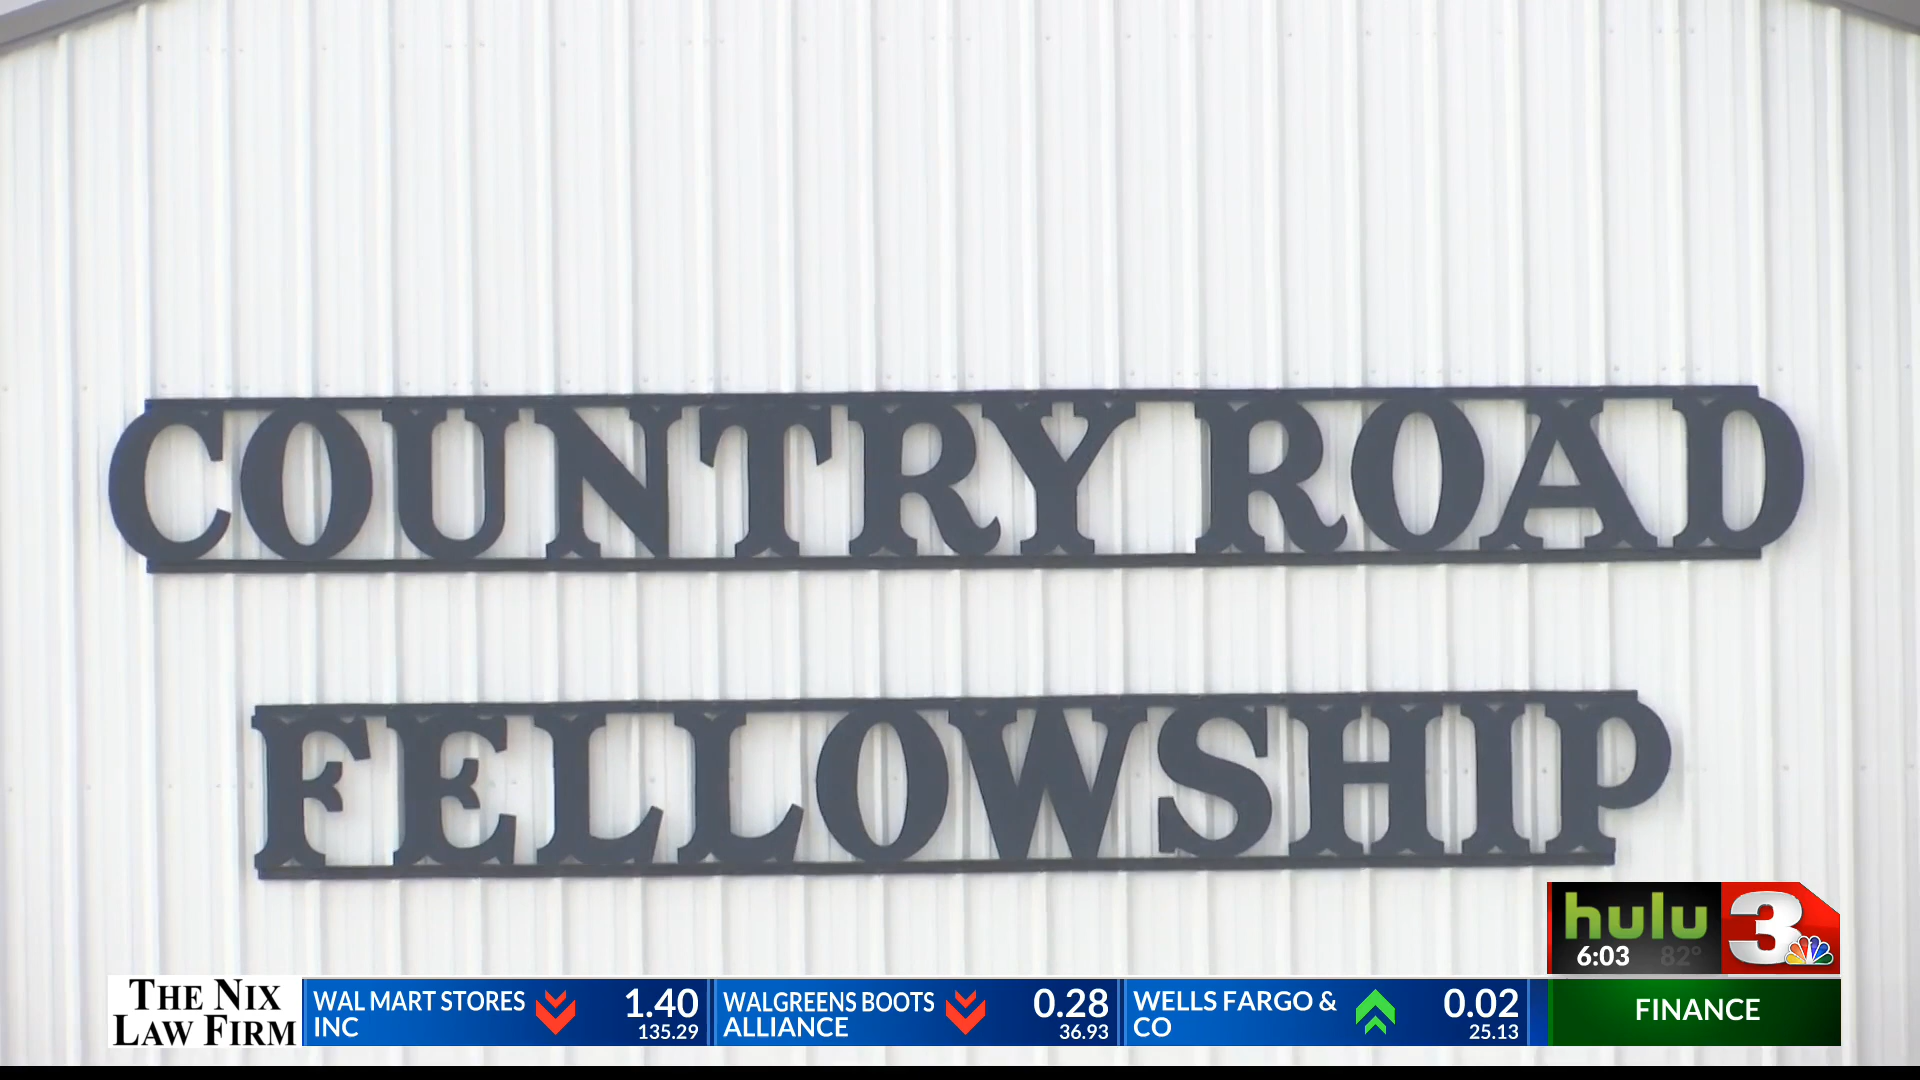 COUNTRY ROAD
FELLOWSHIP
hulu
3
6:03 82°
THE NIX
LAW FIRM
WAL MART STORES
INC
1.40
135.29
WALGREENS BOOTS
ALLIANCE
0.28
36.93
WELLS FARGO &
CO
0.02
25.13
FINANCE